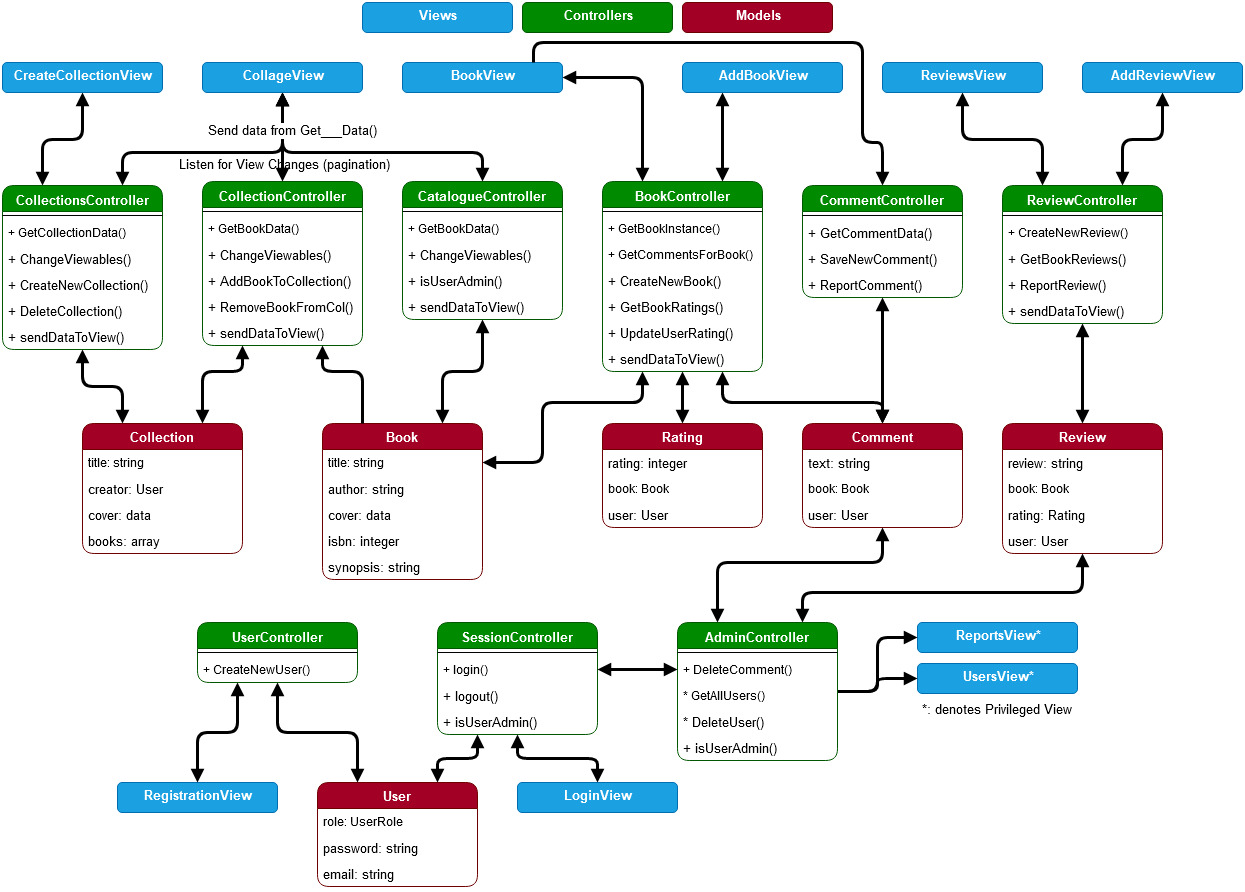 Views
Controllers
Models
CreateCollectionView
CollageView
BookView
AddBookView
ReviewsView
AddReviewView
Send data from Get___Data()
Listen for View Changes (pagination)
CollectionsController
+ GetCollectionData()
+ ChangeViewables()
+ CreateNewCollection()
+ DeleteCollection()
+ sendDataToView()
CollectionController
+ GetBookData()
+ ChangeViewables()
+ AddBookToCollection()
+ RemoveBookFromCol()
+ sendDataToView()
CatalogueController
+ GetBookData()
+ ChangeViewables()
+ isUserAdmin()
+ sendDataToView()
BookController
+ GetBookInstance()
+ GetCommentsForBook()
+ CreateNewBook()
+ GetBookRatings()
+ UpdateUserRating()
+ sendDataToView()
CommentController
+ GetCommentData()
+ SaveNewComment()
+ ReportComment()
ReviewController
+ CreateNewReview()
+ GetBookReviews()
+ ReportReview()
+ sendDataToView()
Collection
title: string
creator: User
cover: data
books: array
Book
title: string
author: string
cover: data
isbn: integer
synopsis: string
Rating
rating: integer
book: Book
user: User
Comment
text: string
book: Book
user: User
Review
review: string
book: Book
rating: Rating
user: User
UserController
+ CreateNewUser()
SessionController
+ login()
+ logout()
+ isUserAdmin()
AdminController
+ DeleteComment()
* GetAllUsers()
* DeleteUser()
+ isUserAdmin()
ReportsView*
UsersView*
*: denotes Privileged View
RegistrationView
User
role: UserRole
password: string
email: string
LoginView